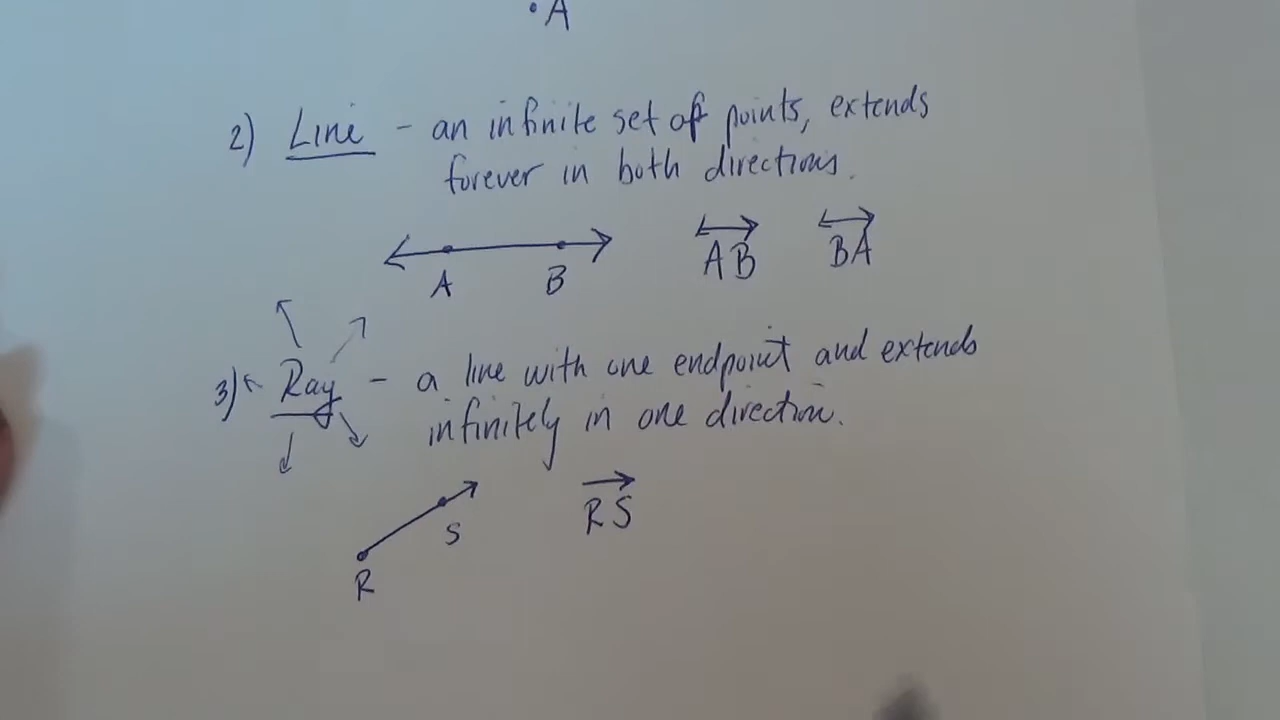 • A
2) Line - an infinite set of points, extends
forever in both directions.
A B
AB BA
3) Ray - a line with one endpoint and extends
infinitely in one direction.
S
RS
R